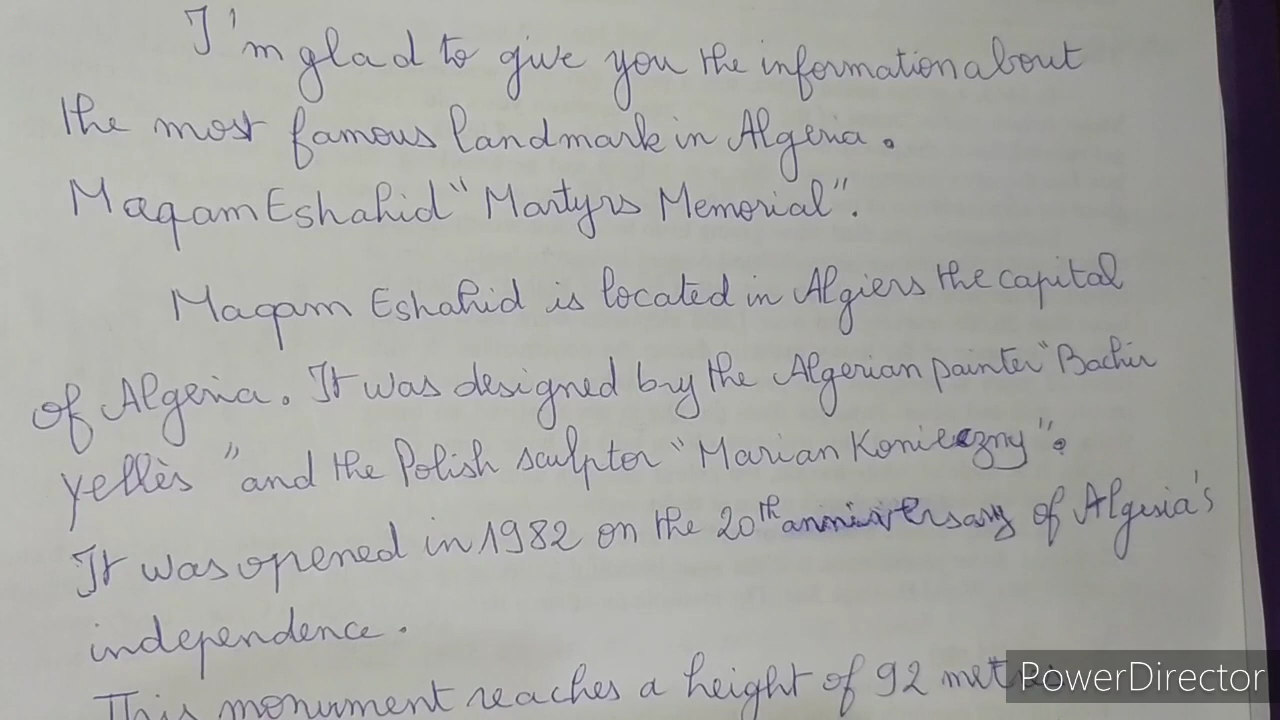 I'm glad to give you the information about
the most famous landmark in Algeria.
Maqam Eshahid "Martyrs Memorial".
Maqam Eshahid is located in Algiers the capital
of Algeria. It was designed by the Algerian painter "Bachir
yellès" and the Polish sculptor "Marian Konieczny".
It was opened in 1982 on the 20th anniversary of Algeria's
independence.
This monument reaches a height of 92 metres
PowerDirector